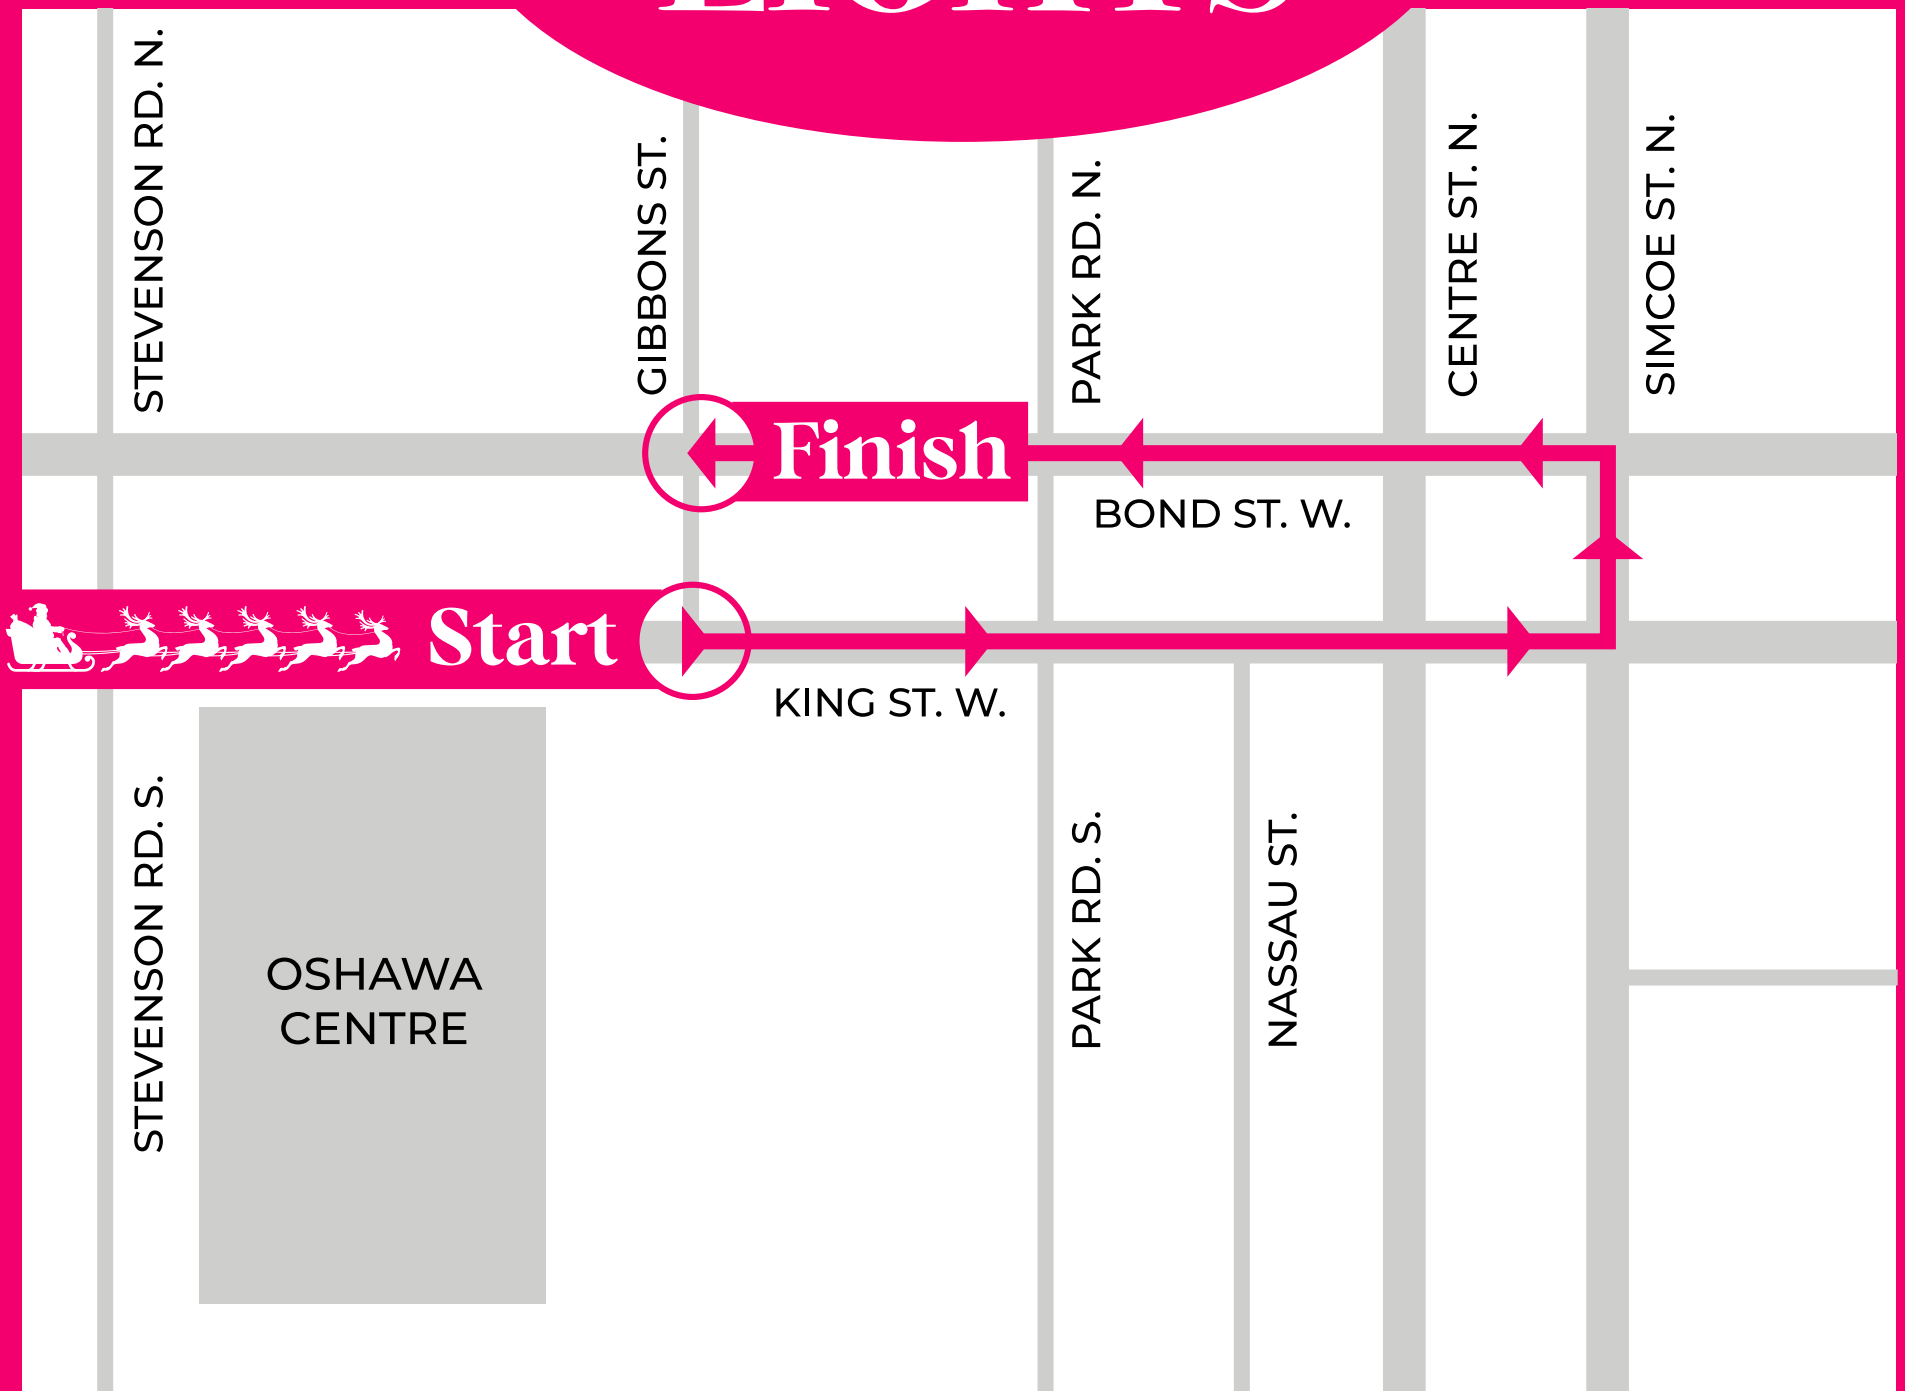 STEVENSON RD. N.
GIBBONS ST.
PARK RD. N.
CENTRE ST. N.
SIMCOE ST. N.
Finish
BOND ST. W.
Start
KING ST. W.
STEVENSON RD. S.
OSHAWA
CENTRE
PARK RD. S.
NASSAU ST.